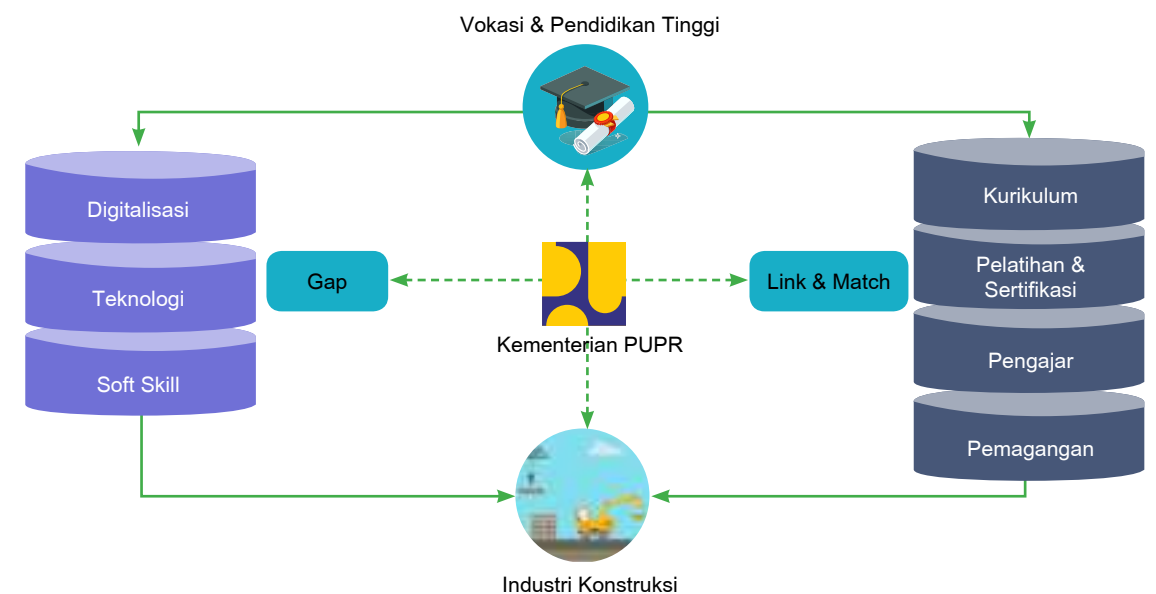 Vokasi & Pendidikan Tinggi
Digitalisasi
Teknologi
Soft Skill
Gap
Kementerian PUPR
Link & Match
Kurikulum
Pelatihan &
Sertifikasi
Pengajar
Pemagangan
Industri Konstruksi